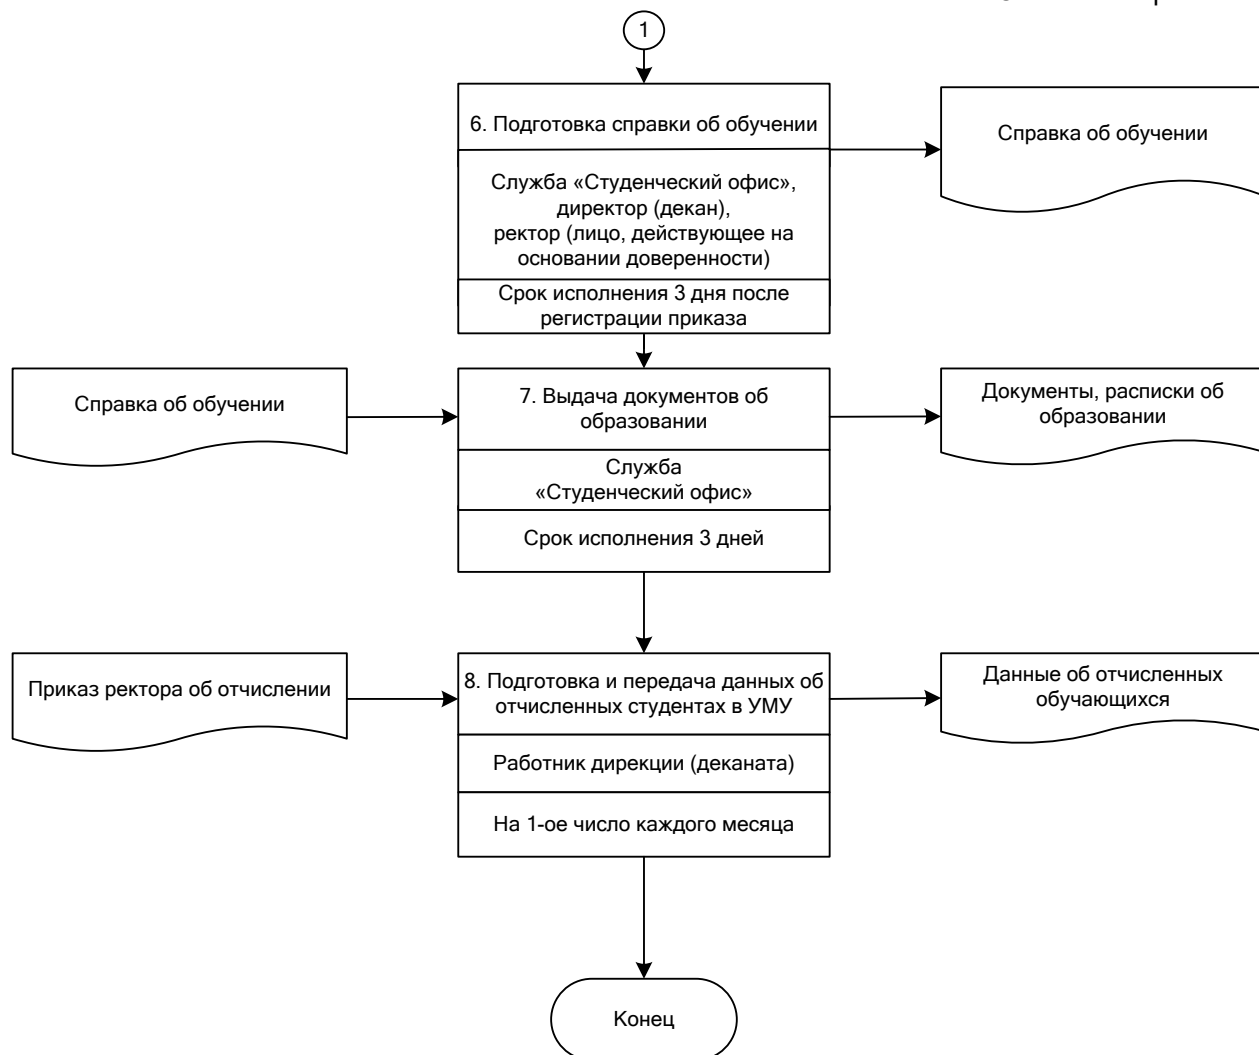 1
6. Подготовка справки об обучении
Справка об обучении
Служба «Студенческий офис»,
директор (декан),
ректор (лицо, действующее на
основании доверенности)
Срок исполнения 3 дня после
регистрации приказа
Справка об обучении
7. Выдача документов об
образовании
Документы, расписки об
образовании
Служба
«Студенческий офис»
Срок исполнения 3 дней
Приказ ректора об отчислении
8. Подготовка и передача данных об
отчисленных студентах в УМУ
Данные об отчисленных
обучающихся
Работник дирекции (деканата)
На 1-ое число каждого месяца
Конец